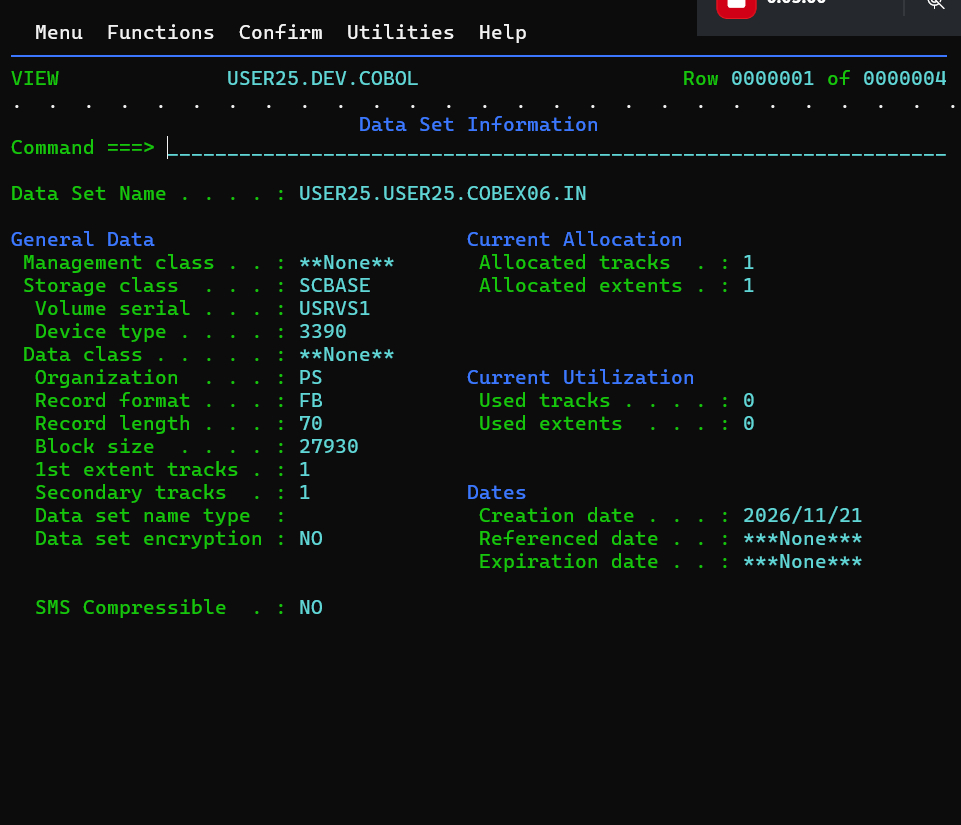 Menu  Functions  Confirm  Utilities  Help
VIEW              USER25.DEV.COBOL                      Row 0000001 of 0000004
. . . . . . . . . . . . . . . . . . . . . . . . . . .
Data Set Information
Command ===>
Data Set Name . . . . : USER25.USER25.COBEX06.IN
General Data                          Current Allocation
Management class . . : **None**       Allocated tracks  . : 1
Storage class  . . . : SCBASE         Allocated extents . : 1
Volume serial . . . : USRVS1
Device type . . . . : 3390
Data class . . . . . : **None**
Organization  . . . : PS              Current Utilization
Record format . . . : FB              Used tracks . . . . : 0
Record length . . . : 70              Used extents  . . . : 0
Block size  . . . . : 27930
1st extent tracks . : 1
Secondary tracks  . : 1               Dates
Data set name type  :                 Creation date . . . : 2026/11/21
Data set encryption : NO              Referenced date . . : ***None***
Expiration date . . : ***None***
SMS Compressible  . : NO